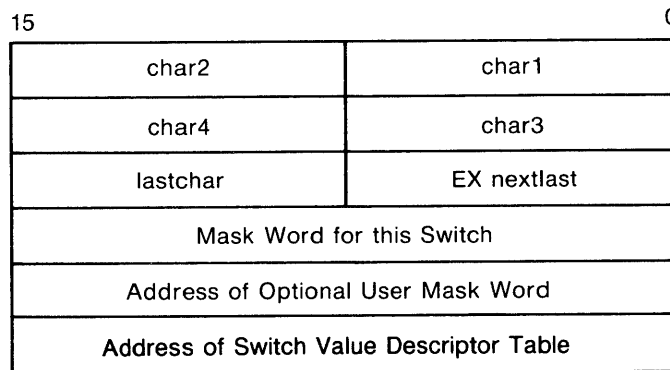 15 0
char2 char1
char4 char3
lastchar EX nextlast
Mask Word for this Switch
Address of Optional User Mask Word
Address of Switch Value Descriptor Table